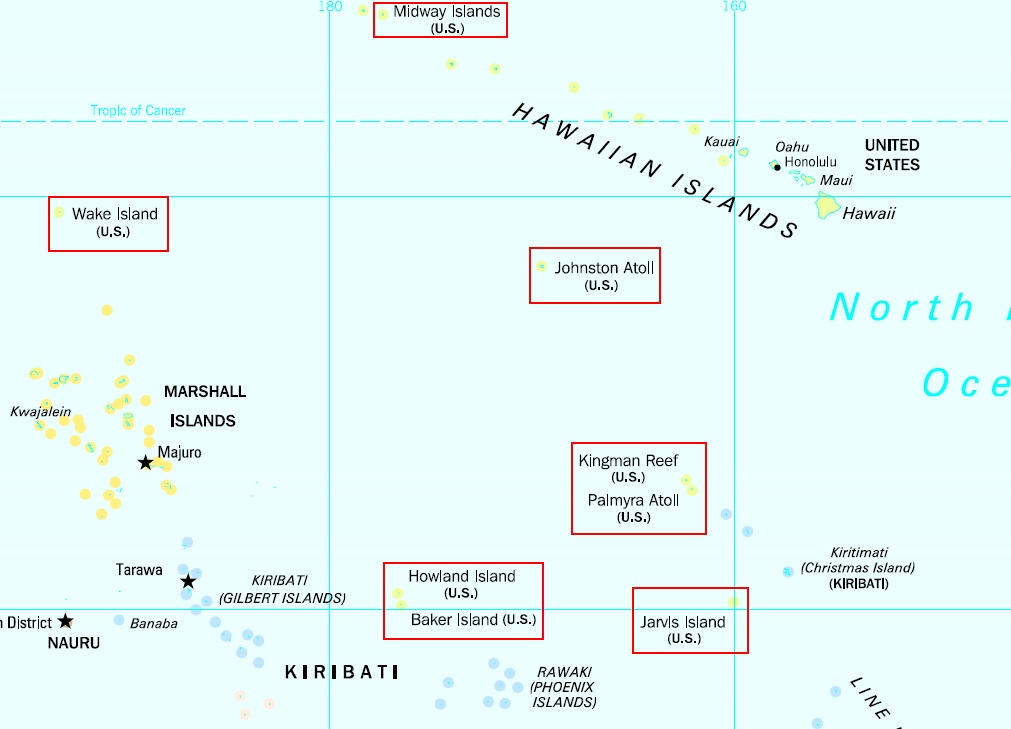 180
160
Midway Islands
(U.S.)
Tropic of Cancer
HAWAIIAN ISLANDS
Kauai
Oahu
Honolulu
Maui
Hawaii
UNITED
STATES
Wake Island
(U.S.)
Johnston Atoll
(U.S.)
North
Oce
MARSHALL
ISLANDS
Kwajalein
Majuro
Kingman Reef
(U.S.)
Palmyra Atoll
(U.S.)
Tarawa
KIRIBATI
(GILBERT ISLANDS)
Howland Island
(U.S.)
Baker Island (U.S.)
Kiritimati
(Christmas Island)
(KIRIBATI)
Jarvis Island
(U.S.)
n District
NAURU
Banaba
KIRIBATI
RAWAKI
(PHOENIX
ISLANDS)
LINE